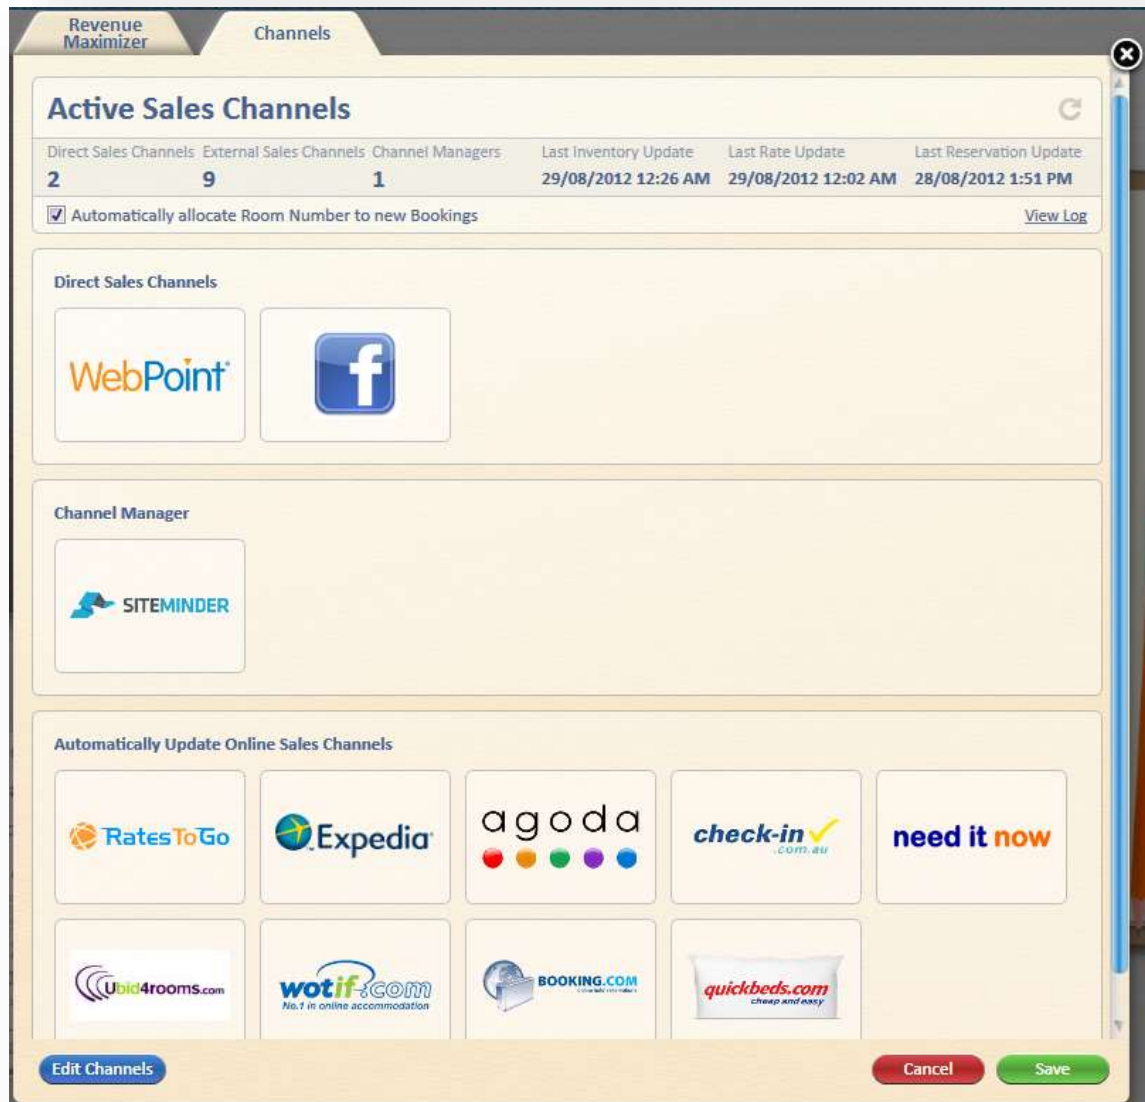 Revenue
Maximizer
Channels
Active Sales Channels
Direct Sales Channels External Sales Channels Channel Managers Last Inventory Update Last Rate Update Last Reservation Update
2 9 1 29/08/2012 12:26 AM 29/08/2012 12:02 AM 28/08/2012 1:51 PM
Automatically allocate Room Number to new Bookings View Log
Direct Sales Channels
WebPoint f
Channel Manager
SITEMINDER
Automatically Update Online Sales Channels
RatesToGo Expedia agoda check-in need it now
.com.au
Ubid4rooms.com wotif.com BOOKING.COM quickbeds.com
No.1 in online accommodation cheap and easy
Edit Channels Cancel Save